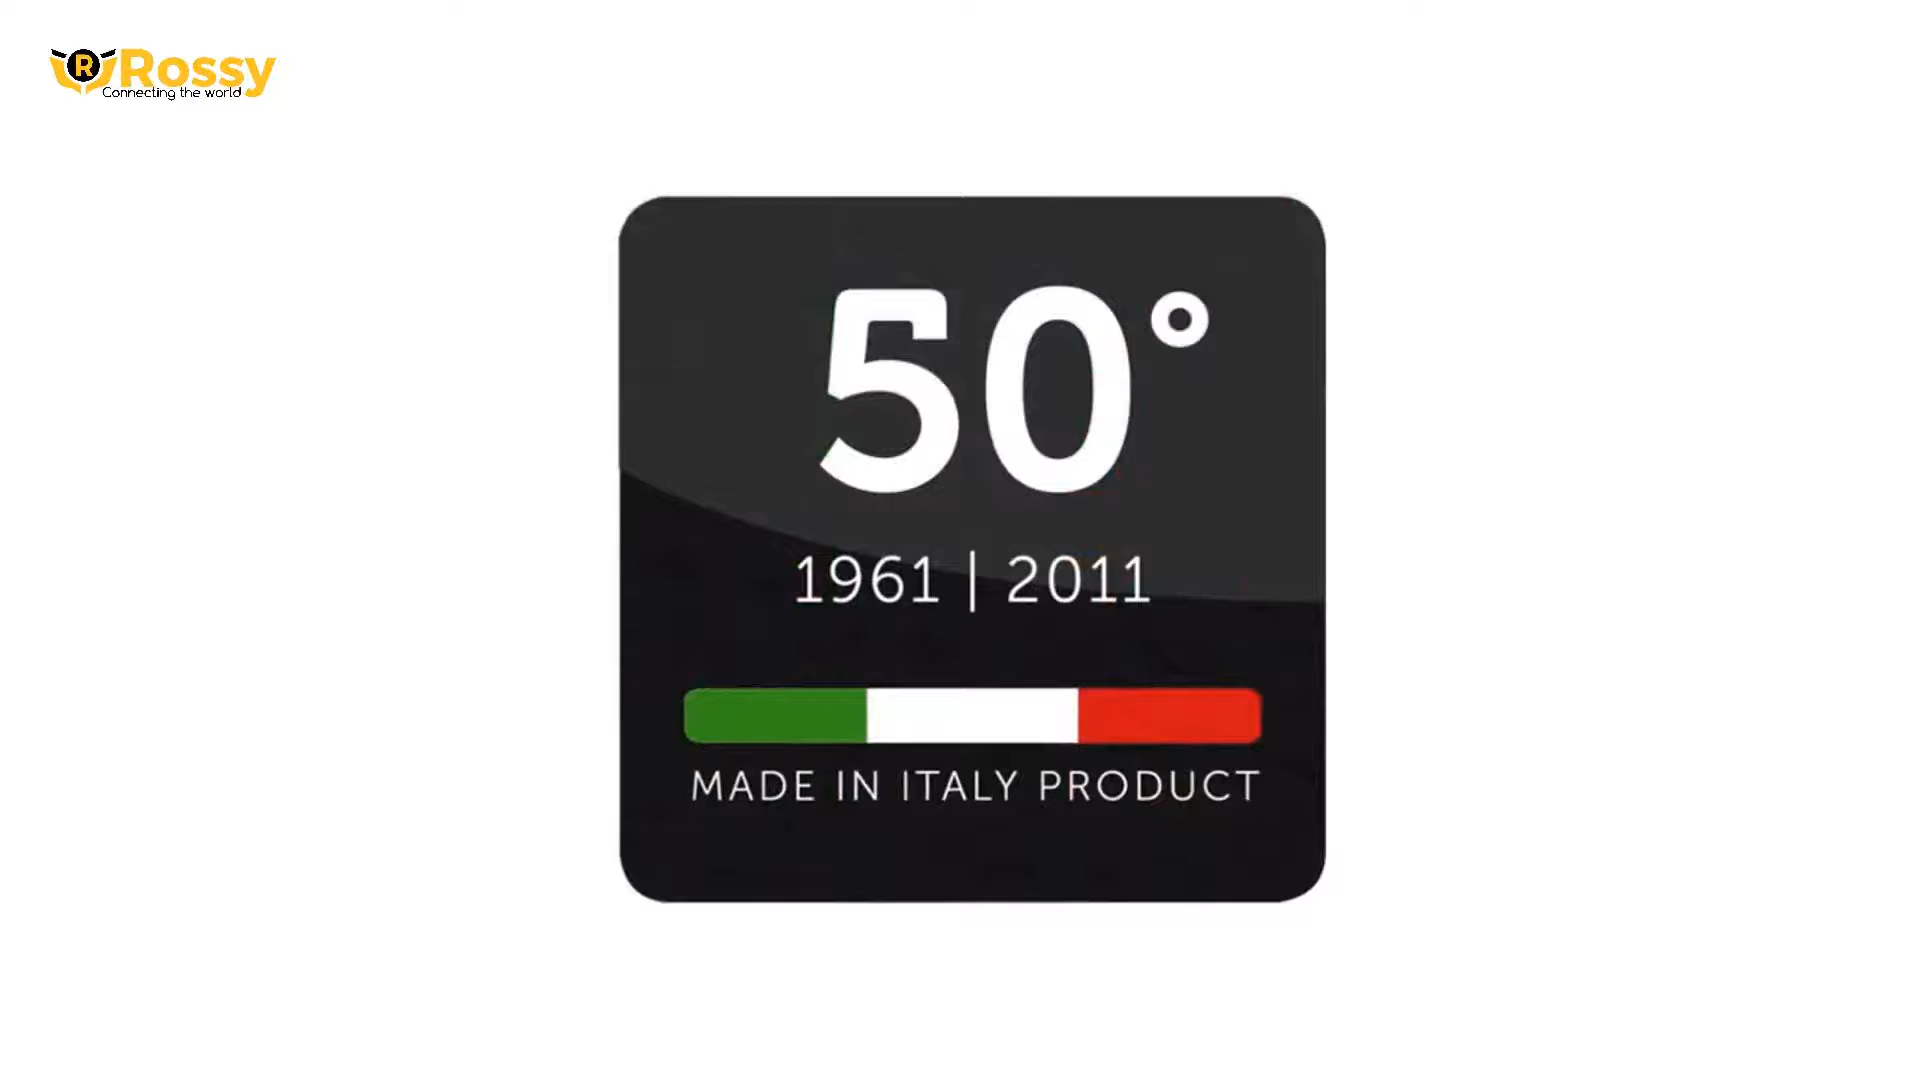 R Rossy
Connecting the world
50°
1961 | 2011
MADE IN ITALY PRODUCT